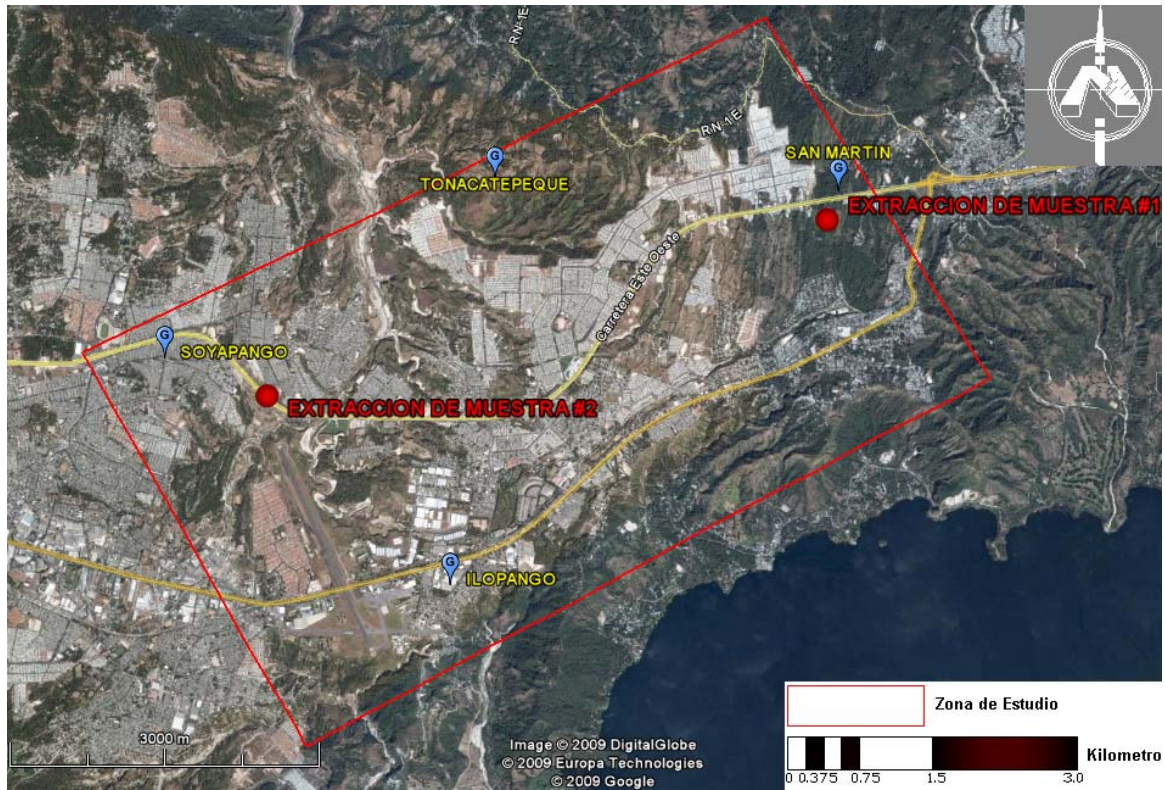 RN-1E
RN-1E
SAN MARTIN
TONACATEPEQUE
EXTRACCION DE MUESTRA #1
Carretera Este Oeste
SOYAPANGO
EXTRACCION DE MUESTRA #2
ILOPANGO
3000 m
Image © 2009 DigitalGlobe
© 2009 Europa Technologies
© 2009 Google
Zona de Estudio
Kilometro
0 0.375 0.75 1.5 3.0